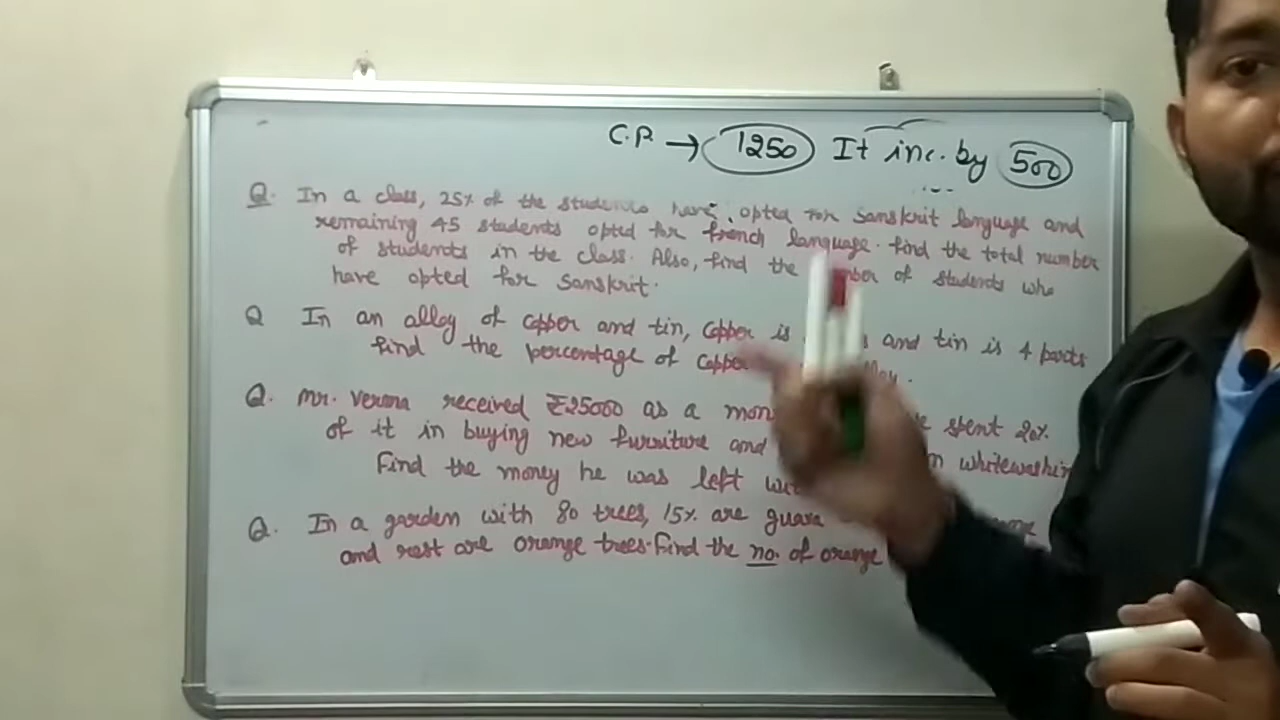 C.P. → 1250 It inc. by 500
Q. In a class, 25% of the students have opted for Sanskrit language and
remaining 45 students opted for french language. find the total number
of students in the class. Also, find the number of students who
have opted for Sanskrit.
Q In an alloy of Copper and tin, Copper is and tin is 4 parts
find the percentage of Copper
Q. Mr. Verma received ₹25000 as a spent 20%
of it in buying new furniture and whitewashin
Find the money he was left
Q. In a garden with 80 trees, 15% are guava
and rest are orange trees. Find the no. of orange